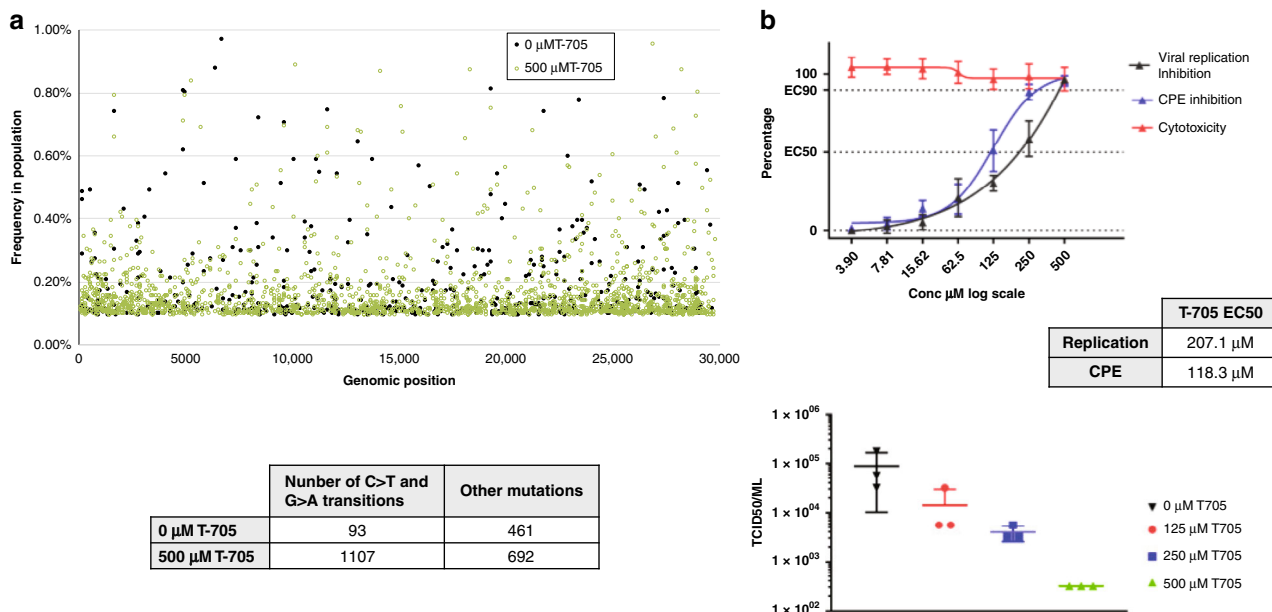 a
1.00%
0.80%
0.60%
0.40%
0.20%
0.00%
Frequency in population
0 μMT-705
500 μMT-705
0
5000
10,000
15,000
20,000
25,000
30,000
Genomic position
Nunber of C>T and G>A transitions
Other mutations
0 μM T-705
93
461
500 μM T-705
1107
692
b
100
EC90
EC50
0
Percentage
Viral replication
Inhibition
CPE inhibition
Cytotoxicity
3.90
7.81
15.62
62.5
125
250
500
Conc μM log scale
T-705 EC50
Replication
207.1 μM
CPE
118.3 μM
1 × 10⁰⁶
1 × 10⁰⁵
1 × 10⁰⁴
1 × 10⁰³
1 × 10⁰²
TCID50/ML
0 μM T705
125 μM T705
250 μM T705
500 μM T705